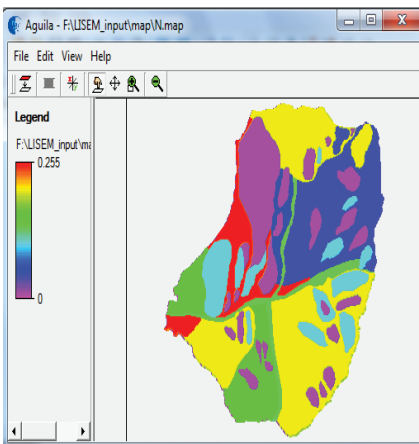 Aguila - F:\LISEM_input\map\N.map
File Edit View Help
Legend
F:\LISEM_input\ma
0.255
0